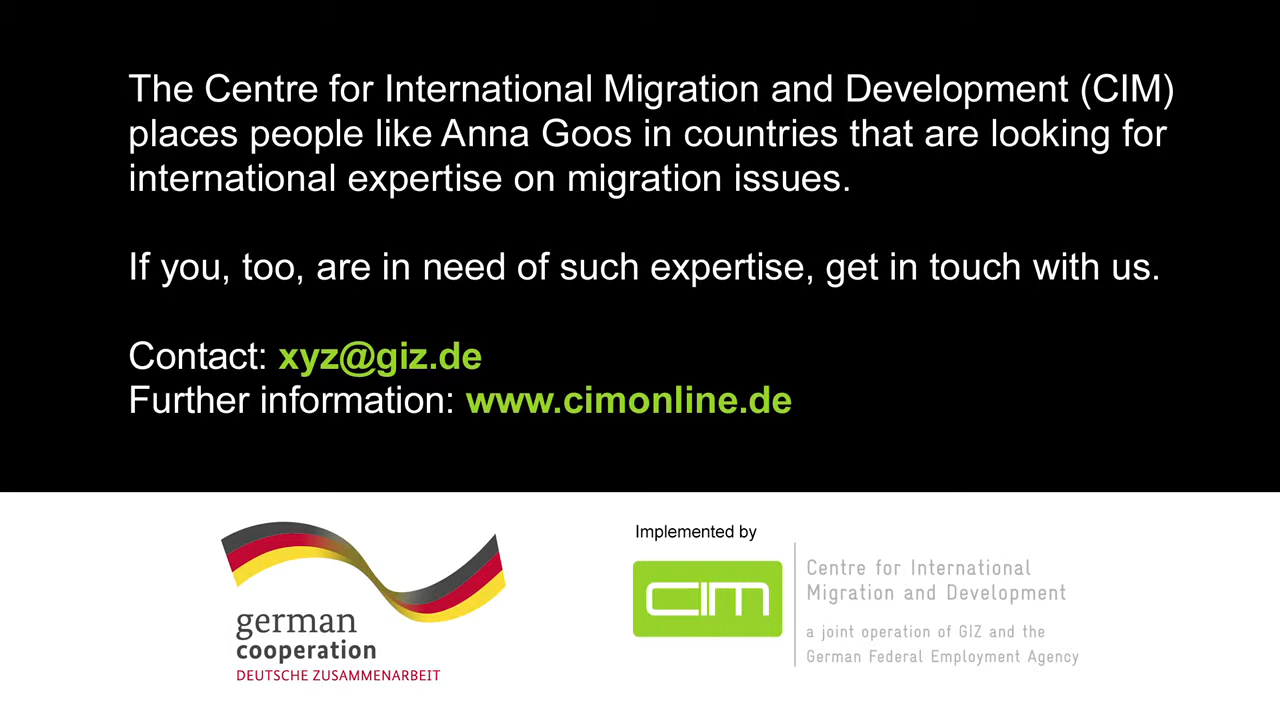 The Centre for International Migration and Development (CIM)
places people like Anna Goos in countries that are looking for
international expertise on migration issues.
If you, too, are in need of such expertise, get in touch with us.
Contact: xyz@giz.de
Further information: www.cimonline.de
german
cooperation
DEUTSCHE ZUSAMMENARBEIT
Implemented by
CIM
Centre for International
Migration and Development
a joint operation of GIZ and the
German Federal Employment Agency